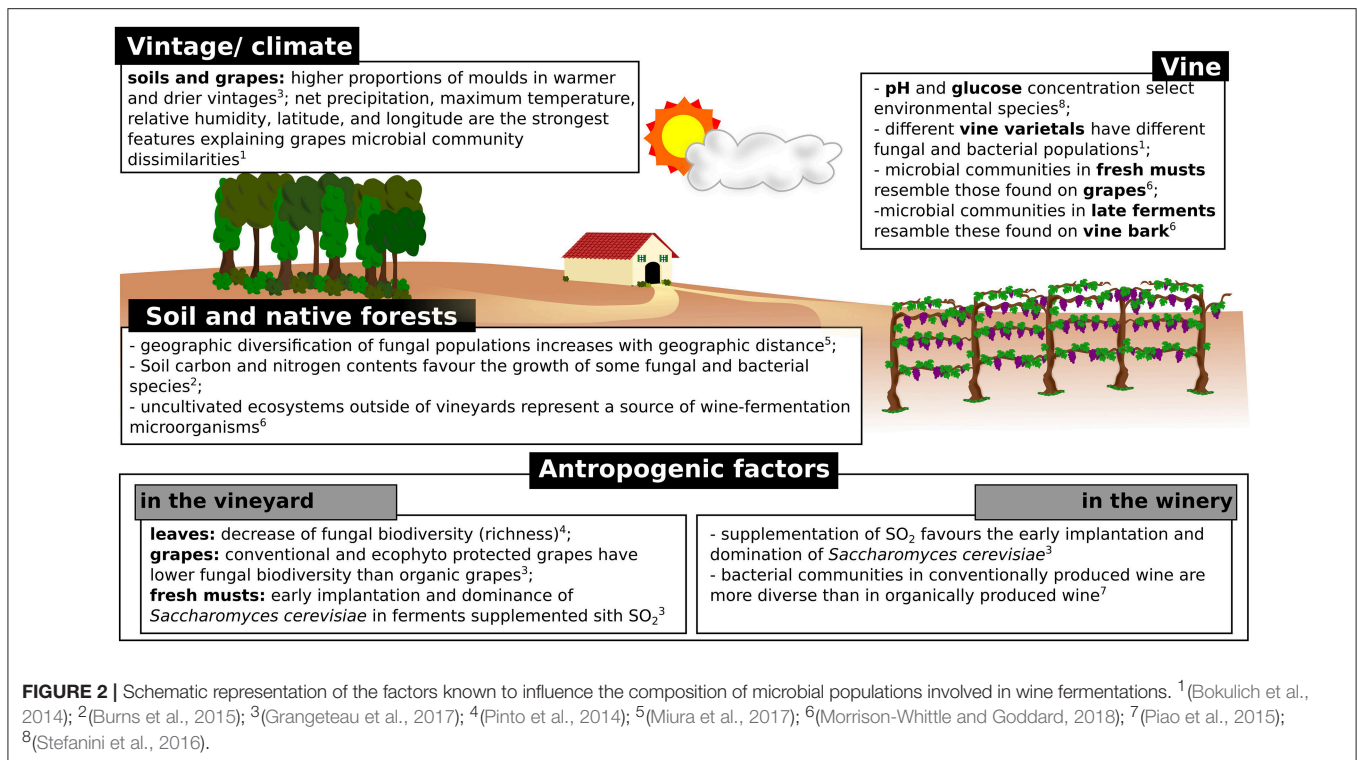 Vintage/ climate
soils and grapes: higher proportions of moulds in warmer
and drier vintages³; net precipitation, maximum temperature,
relative humidity, latitude, and longitude are the strongest
features explaining grapes microbial community
dissimilarities¹
Vine
- pH and glucose concentration select
environmental species⁸;
- different vine varietals have different
fungal and bacterial populations¹;
- microbial communities in fresh musts
resemble those found on grapes⁶;
-microbial communities in late ferments
resamble these found on vine bark⁶
Soil and native forests
- geographic diversification of fungal populations increases with geographic distance⁵;
- Soil carbon and nitrogen contents favour the growth of some fungal and bacterial
species²;
- uncultivated ecosystems outside of vineyards represent a source of wine-fermentation
microorganisms⁶
Antropogenic factors
in the vineyard
leaves: decrease of fungal biodiversity (richness)⁴;
grapes: conventional and ecophyto protected grapes have
lower fungal biodiversity than organic grapes³;
fresh musts: early implantation and dominance of
Saccharomyces cerevisiae in ferments supplemented sith SO₂³
in the winery
- supplementation of SO₂ favours the early implantation and
domination of Saccharomyces cerevisiae³
- bacterial communities in conventionally produced wine are
more diverse than in organically produced wine⁷
FIGURE 2 | Schematic representation of the factors known to influence the composition of microbial populations involved in wine fermentations. ¹(Bokulich et al.,
2014); ²(Burns et al., 2015); ³(Grangeteau et al., 2017); ⁴(Pinto et al., 2014); ⁵(Miura et al., 2017); ⁶(Morrison-Whittle and Goddard, 2018); ⁷(Piao et al., 2015);
⁸(Stefanini et al., 2016).